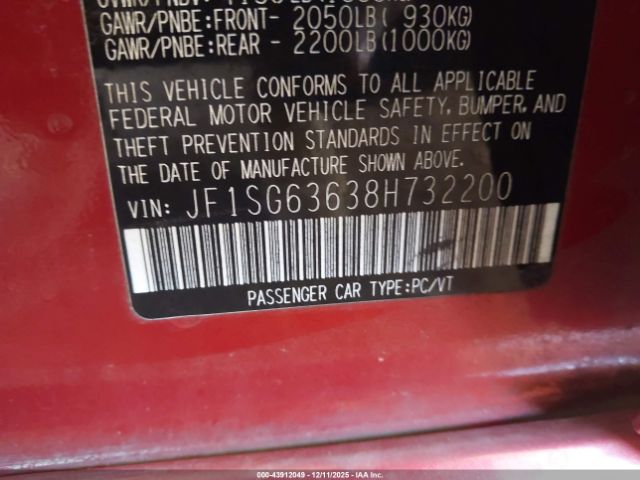 GAWR/PNBE:FRONT- 2050LB( 930KG)
GAWR/PNBE:REAR - 2200LB(1000KG)
THIS VEHICLE CONFORMS TO ALL APPLICABLE
FEDERAL MOTOR VEHICLE SAFETY, BUMPER, AND
THEFT PREVENTION STANDARDS IN EFFECT ON
THE DATE OF MANUFACTURE SHOWN ABOVE.
VIN: JF1SG63638H732200
PASSENGER CAR TYPE:PC/VT
000-43912049 - 12/11/2025 - IAA Inc.